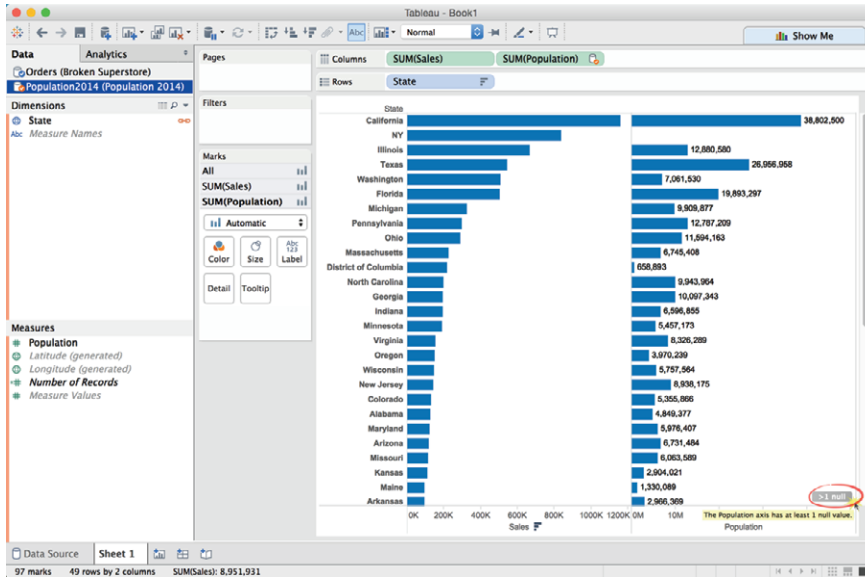 Tableau - Book1
Abc
Normal
Show Me
Data
Analytics
Orders (Broken Superstore)
Population2014 (Population 2014)
Dimensions
State
Abc Measure Names
Measures
Population
Latitude (generated)
Longitude (generated)
Number of Records
Measure Values
Pages
Filters
Marks
All
SUM(Sales)
SUM(Population)
Automatic
Color
Size
Abc
123
Label
Detail
Tooltip
Columns
SUM(Sales)
SUM(Population)
Rows
State
State
California 38,802,500
NY
Illinois 12,880,580
Texas 26,956,958
Washington 7,061,530
Florida 19,893,297
Michigan 9,909,877
Pennsylvania 12,787,209
Ohio 11,594,163
Massachusetts 6,745,408
District of Columbia 658,893
North Carolina 9,943,964
Georgia 10,097,343
Indiana 6,596,855
Minnesota 5,457,173
Virginia 8,326,289
Oregon 3,970,239
Wisconsin 5,757,564
New Jersey 8,938,175
Colorado 5,355,866
Alabama 4,849,377
Maryland 5,976,407
Arizona 6,731,484
Missouri 6,063,589
Kansas 2,904,021
Maine 1,330,089
Arkansas 2,966,369
>1 null
The Population axis has at least 1 null value.
0K 200K 400K 600K 800K 1000K 1200K 0M 10M
Sales
Population
Data Source
Sheet 1
97 marks 49 rows by 2 columns SUM(Sales): 8,951,931